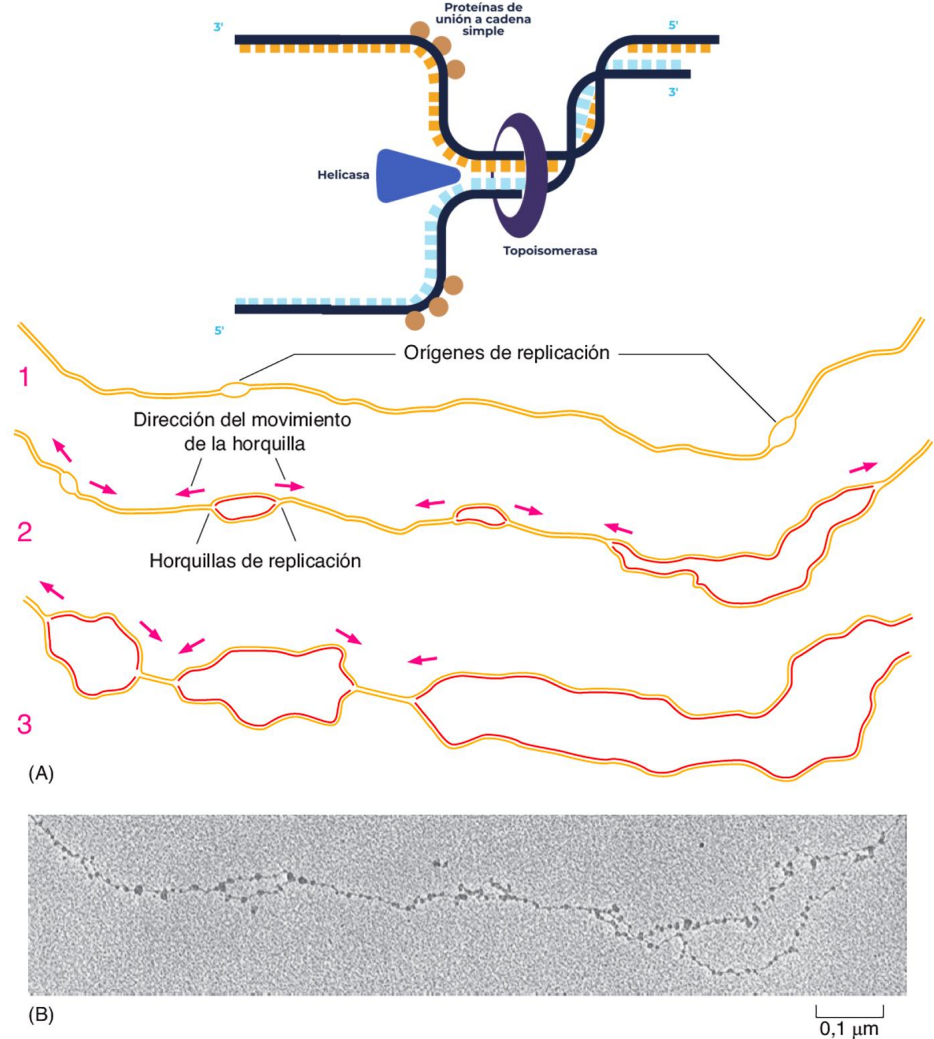 Proteínas de
unión a cadena
simple
3'
5'
3'
Helicasa
Topoisomerasa
5'
Orígenes de replicación
1
Dirección del movimiento
de la horquilla
2
Horquillas de replicación
3
(A)
(B)
0,1 μm